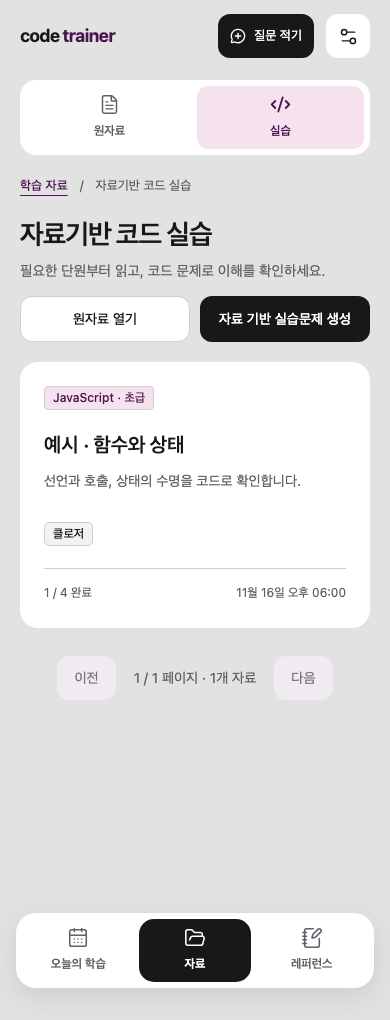 code trainer
질문 적기
원자료
실습
학습 자료 / 자료기반 코드 실습
자료기반 코드 실습
필요한 단원부터 읽고, 코드 문제로 이해를 확인하세요.
원자료 열기
자료 기반 실습문제 생성
JavaScript · 초급
예시 · 함수와 상태
선언과 호출, 상태의 수명을 코드로 확인합니다.
클로저
1 / 4 완료
11월 16일 오후 06:00
이전
1 / 1 페이지 · 1개 자료
다음
오늘의 학습
자료
레퍼런스